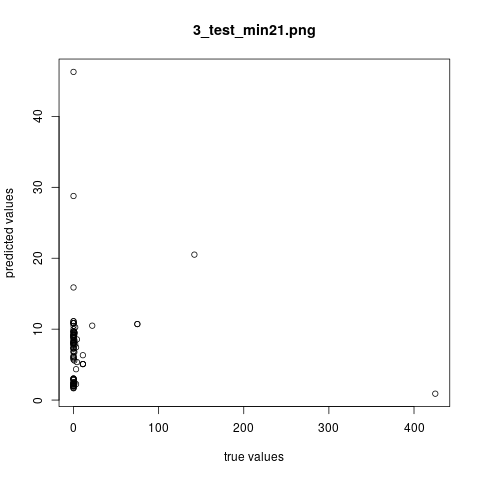 3_test_min21.png
predicted values
0 10 20 30 40
0 100 200 300 400
true values